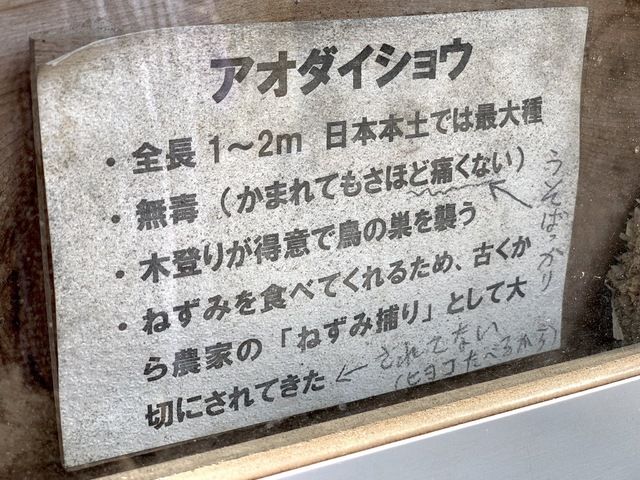 アオダイショウ
・全長 1～2m 日本本土では最大種
・無毒（かまれてもさほど痛くない）
うそばっかり
・木登りが得意で鳥の巣を襲う
・ねずみを食べてくれるため、古くか
ら農家の「ねずみ捕り」として大
切にされてきた
←されてない
（ヒヨコたべるから）